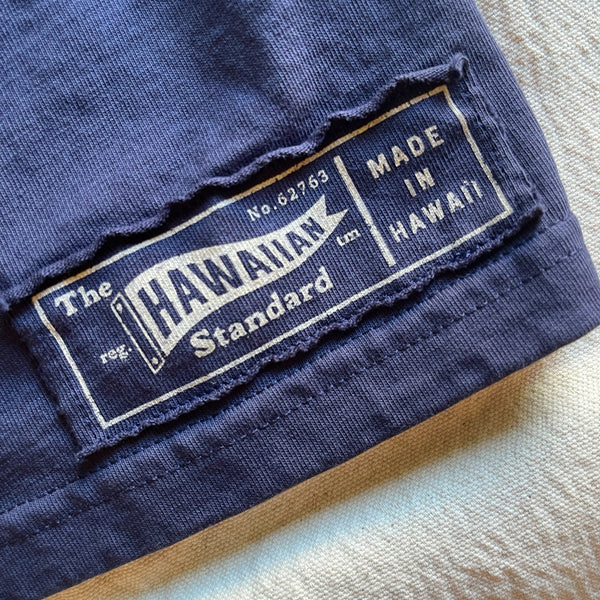 No.62763
The
HAWAIIAN
tm
reg.
Standard
MADE
IN
HAWAI'I